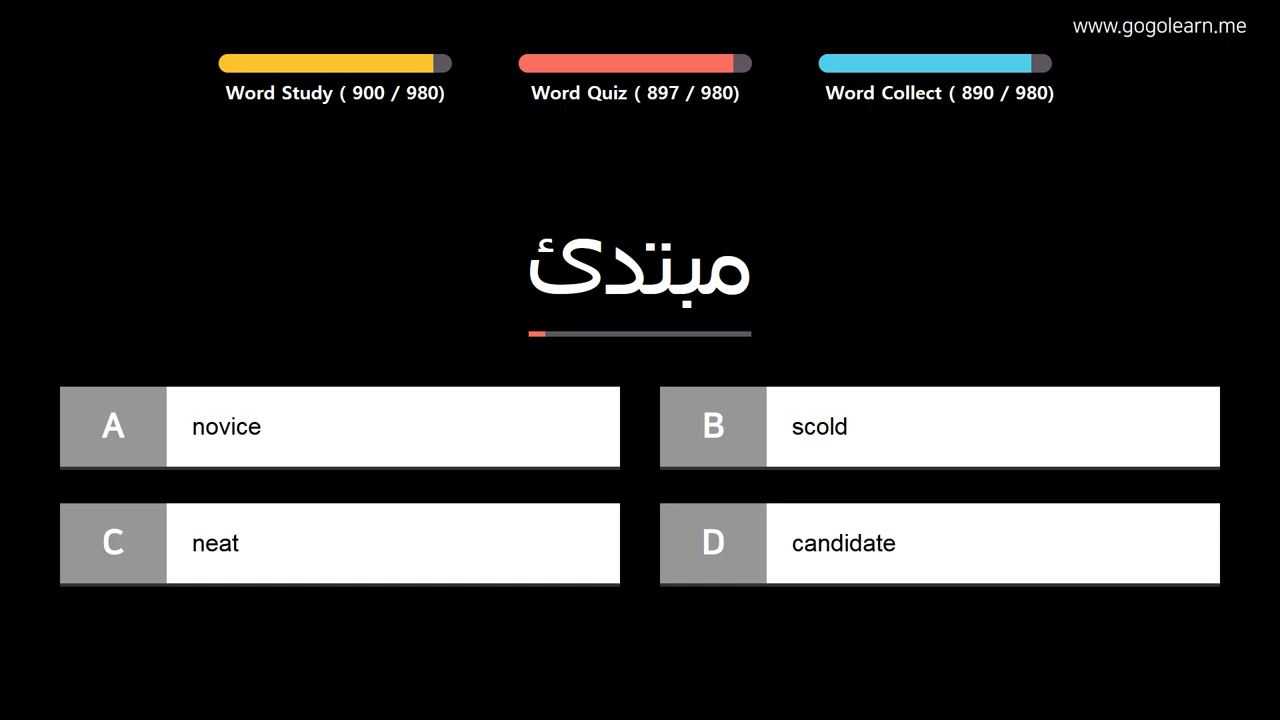 www.gogolearn.me
Word Study ( 900 / 980)
Word Quiz ( 897 / 980)
Word Collect ( 890 / 980)
مبتدئ
A novice
B scold
C neat
D candidate